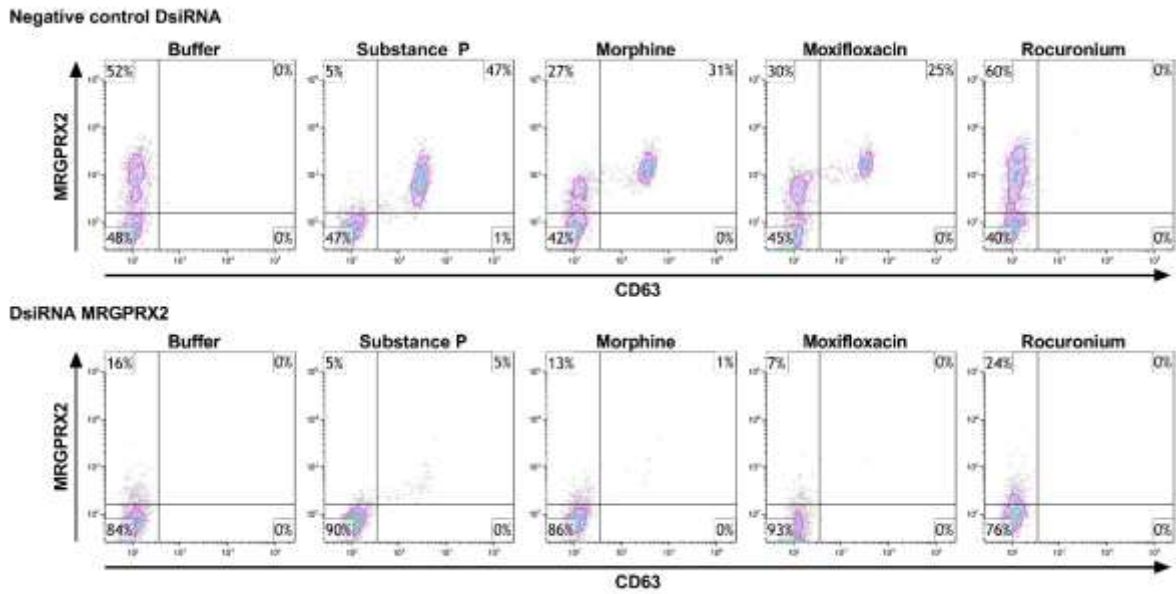 Negative control DsiRNA
Buffer Substance P Morphine Moxifloxacin Rocuronium
52% 0% 5% 47% 27% 31% 30% 25% 60% 0%
MRGPRX2
48% 0% 47% 1% 42% 0% 45% 0% 40% 0%
CD63
DsiRNA MRGPRX2
Buffer Substance P Morphine Moxifloxacin Rocuronium
16% 0% 5% 5% 13% 1% 7% 0% 24% 0%
MRGPRX2
84% 0% 90% 0% 86% 0% 93% 0% 76% 0%
CD63